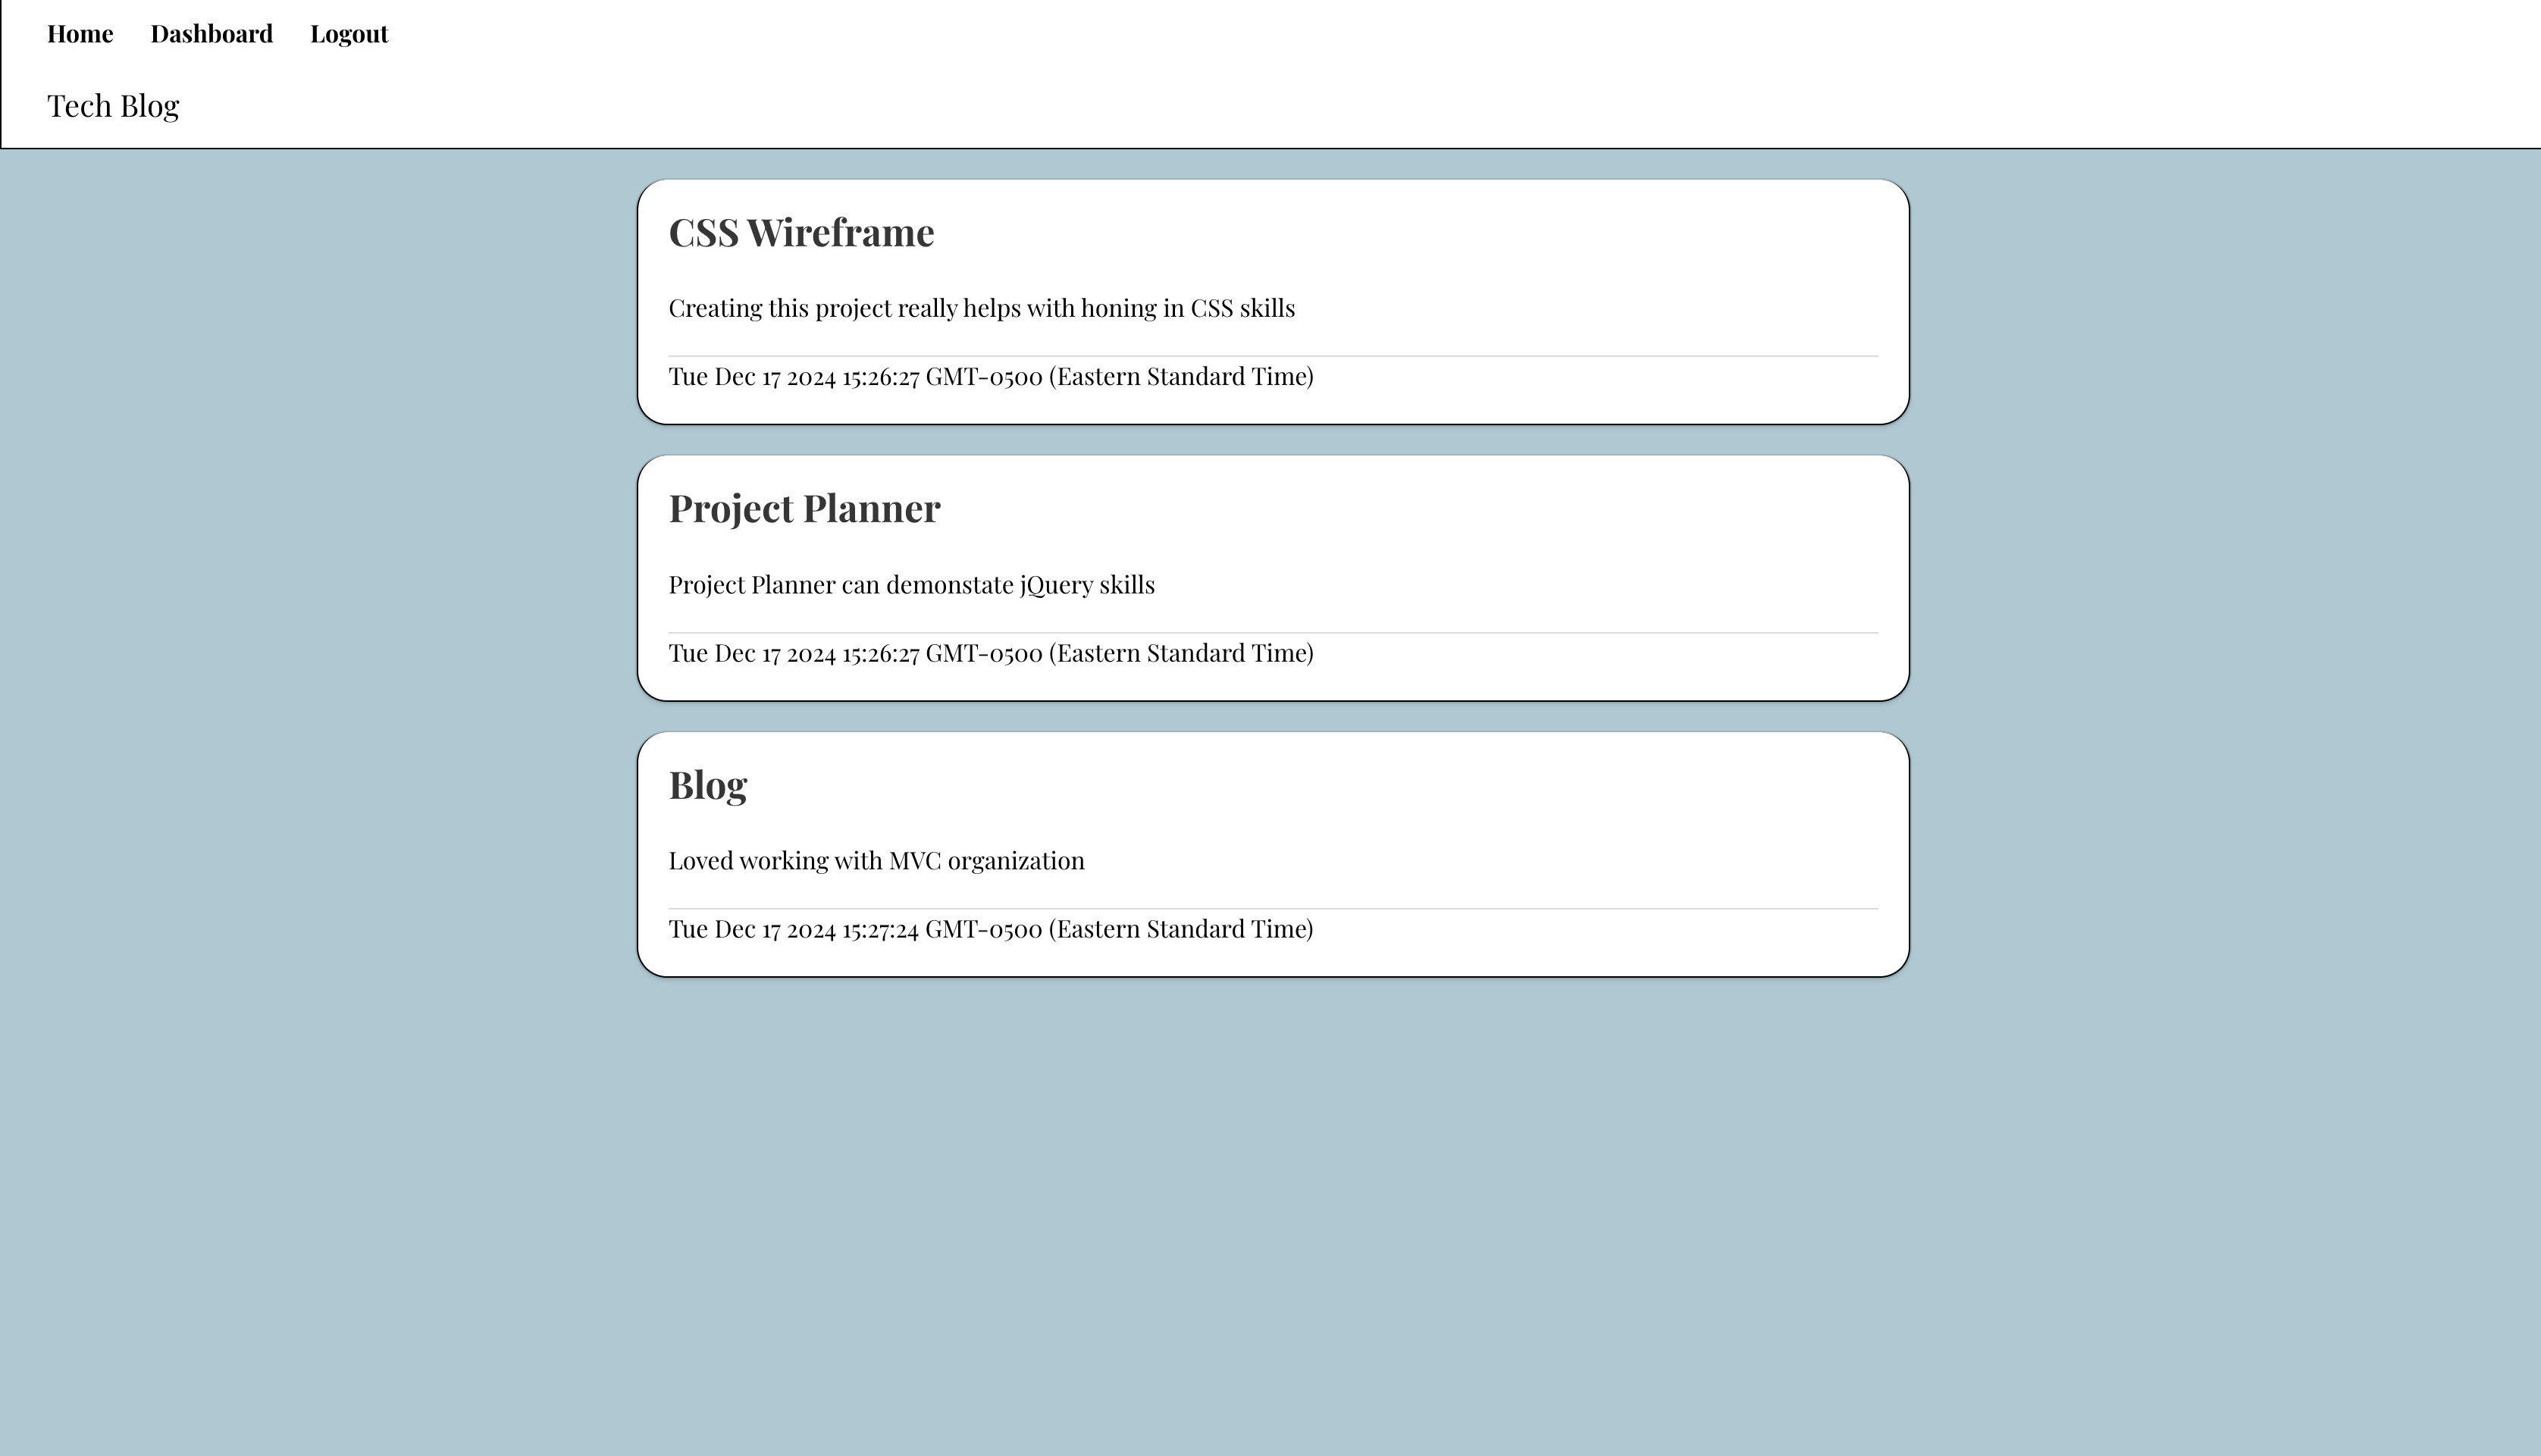 Home Dashboard Logout
Tech Blog
CSS Wireframe
Creating this project really helps with honing in CSS skills
Tue Dec 17 2024 15:26:27 GMT-0500 (Eastern Standard Time)
Project Planner
Project Planner can demonstate jQuery skills
Tue Dec 17 2024 15:26:27 GMT-0500 (Eastern Standard Time)
Blog
Loved working with MVC organization
Tue Dec 17 2024 15:27:24 GMT-0500 (Eastern Standard Time)